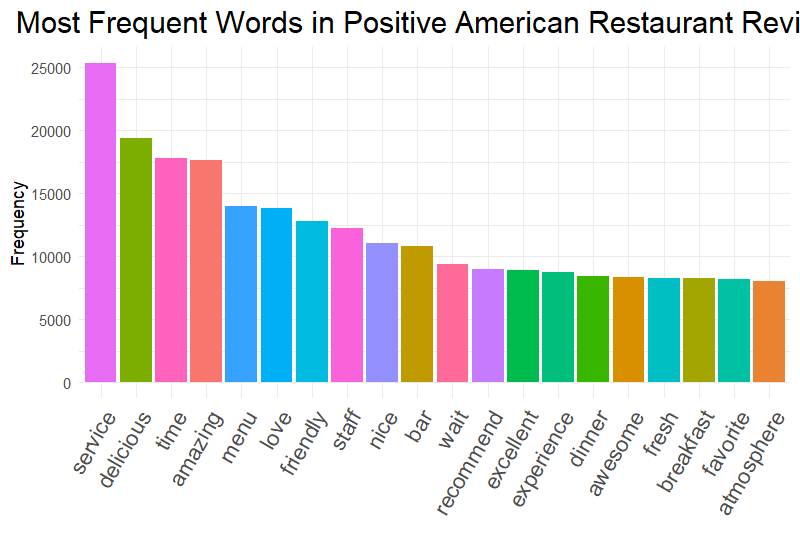 Most Frequent Words in Positive American Restaurant Revi
Frequency
25000
20000
15000
10000
5000
0
service
delicious
time
amazing
menu
love
friendly
staff
nice
bar
wait
recommend
excellent
experience
dinner
awesome
fresh
breakfast
favorite
atmosphere